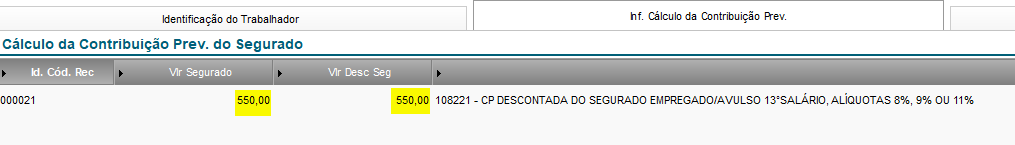 Identificação do Trabalhador
Inf. Cálculo da Contribuição Prev.
Cálculo da Contribuição Prev. do Segurado
Id. Cód. Rec Vlr Segurado Vlr Desc Seg
000021 550,00 550,00 108221 - CP DESCONTADA DO SEGURADO EMPREGADO/AVULSO 13°SALÁRIO, ALÍQUOTAS 8%, 9% OU 11%